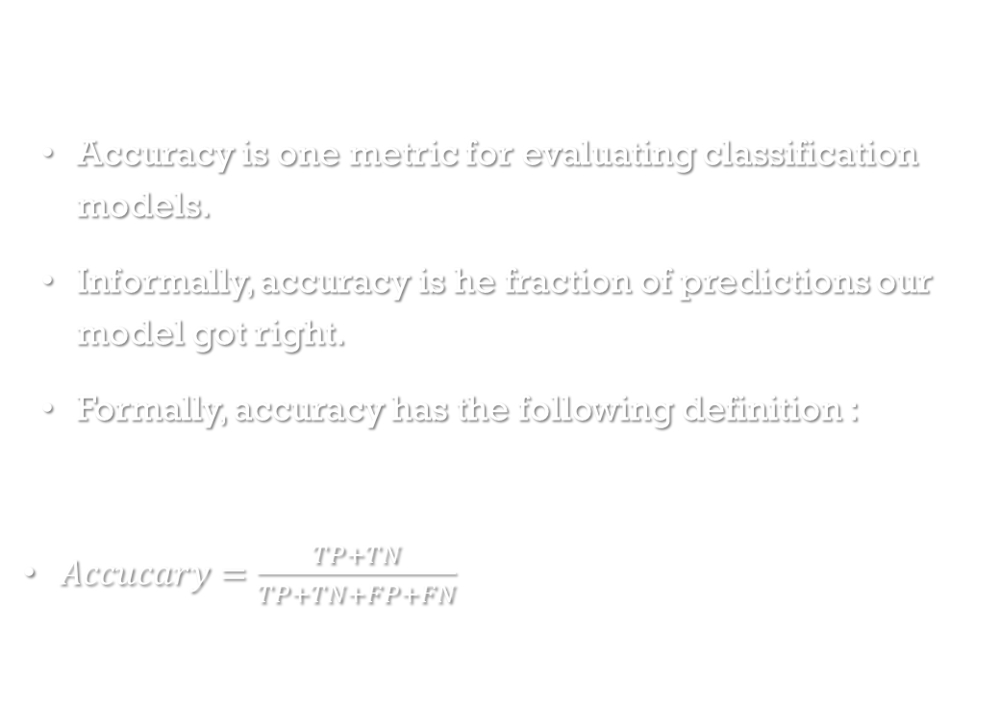 • Accuracy is one metric for evaluating classification
models.
• Informally, accuracy is he fraction of predictions our
model got right.
• Formally, accuracy has the following definition :
• Accucary = \frac{TP+TN}{TP+TN+FP+FN}